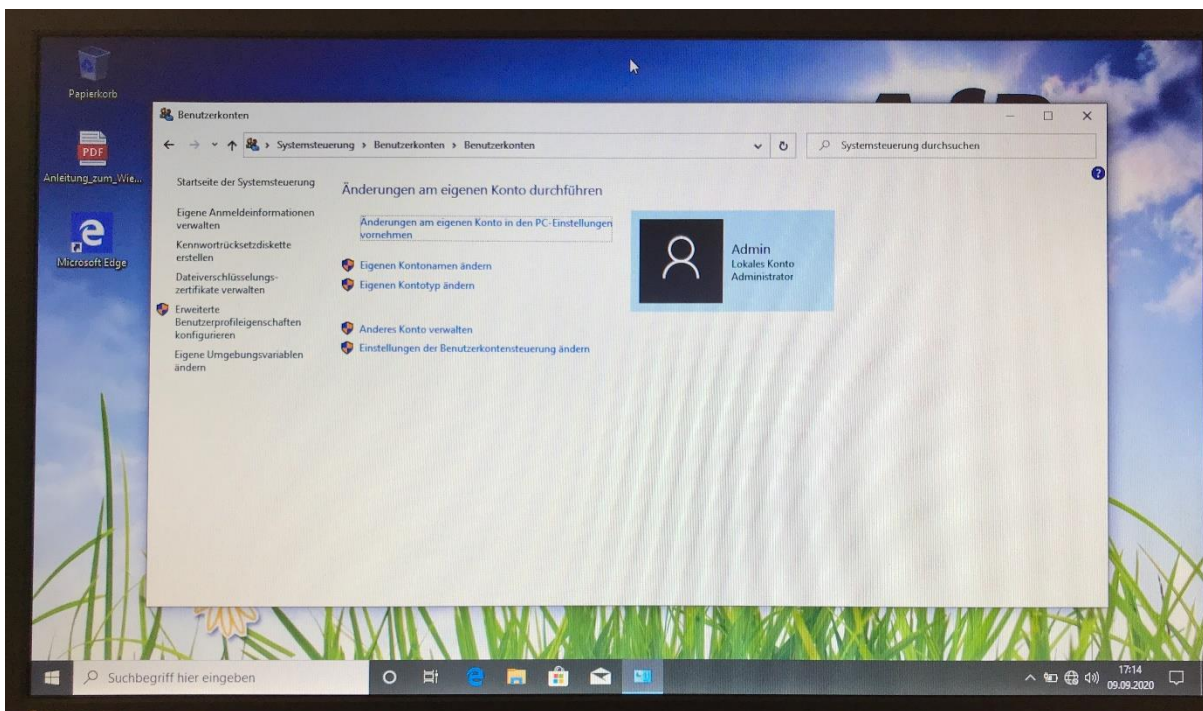 Papierkorb
PDF
Anleitung_zum_Wie...
Microsoft Edge
Benutzerkonten
Systemsteuerung > Benutzerkonten > Benutzerkonten
Systemsteuerung durchsuchen
Startseite der Systemsteuerung
Eigene Anmeldeinformationen
verwalten
Kennwortrücksetzdiskette
erstellen
Dateiverschlüsselungs-
zertifikate verwalten
Erweiterte
Benutzerprofileigenschaften
konfigurieren
Eigene Umgebungsvariablen
ändern
Änderungen am eigenen Konto durchführen
Änderungen am eigenen Konto in den PC-Einstellungen
vornehmen
Eigenen Kontonamen ändern
Eigenen Kontotyp ändern
Anderes Konto verwalten
Einstellungen der Benutzerkontensteuerung ändern
Admin
Lokales Konto
Administrator
Suchbegriff hier eingeben
17:14
09.09.2020